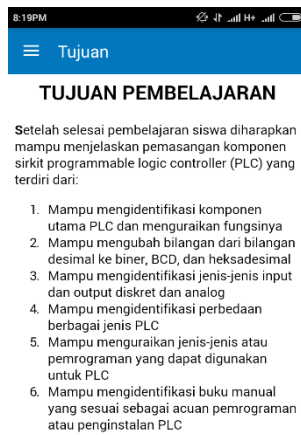 8:19PM
H+
Tujuan
TUJUAN PEMBELAJARAN
Setelah selesai pembelajaran siswa diharapkan
mampu menjelaskan pemasangan komponen
sirkit programmable logic controller (PLC) yang
terdiri dari:
1. Mampu mengidentifikasi komponen
utama PLC dan menguraikan fungsinya
2. Mampu mengubah bilangan dari bilangan
desimal ke biner, BCD, dan heksadesimal
3. Mampu mengidentifikasi jenis-jenis input
dan output diskret dan analog
4. Mampu mengidentifikasi perbedaan
berbagai jenis PLC
5. Mampu menguraikan jenis-jenis atau
pemrograman yang dapat digunakan
untuk PLC
6. Mampu mengidentifikasi buku manual
yang sesuai sebagai acuan pemrograman
atau penginstalan PLC